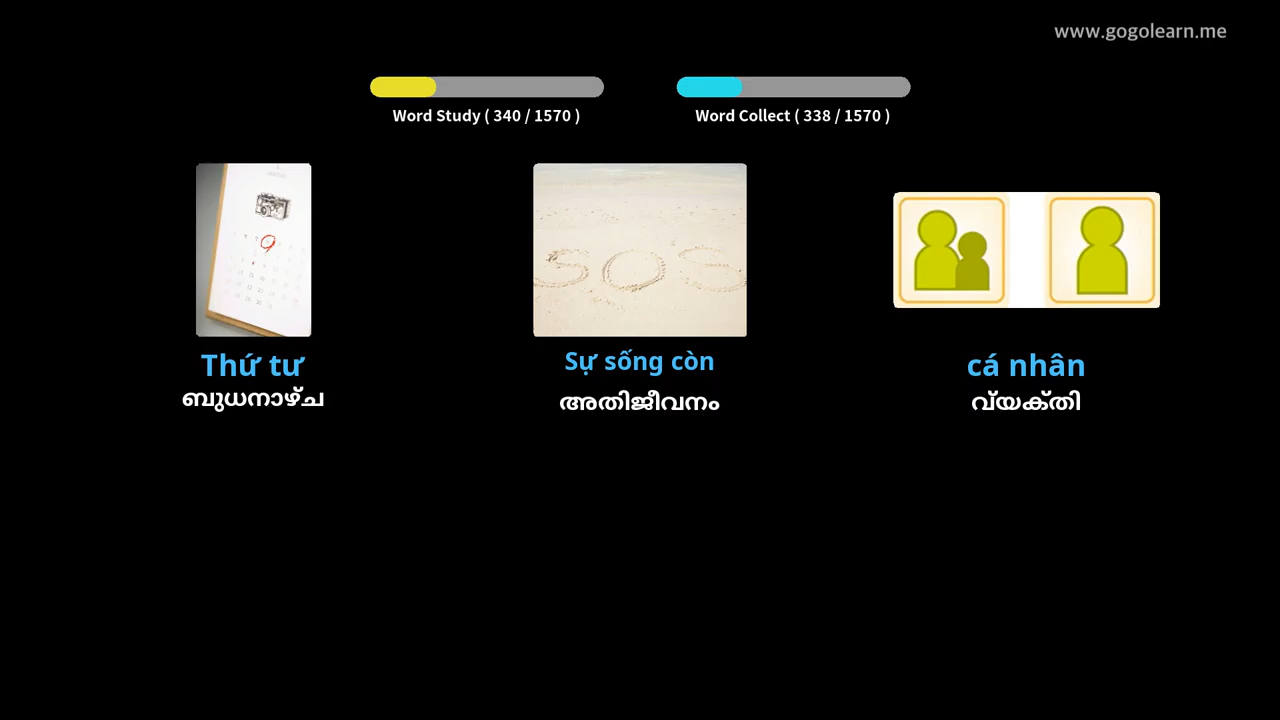 www.gogolearn.me
Word Study ( 340 / 1570 )
Word Collect ( 338 / 1570 )
SOS
Thứ tư
ബുധനാഴ്ച
Sự sống còn
അതിജീവനം
cá nhân
വ്യക്തി